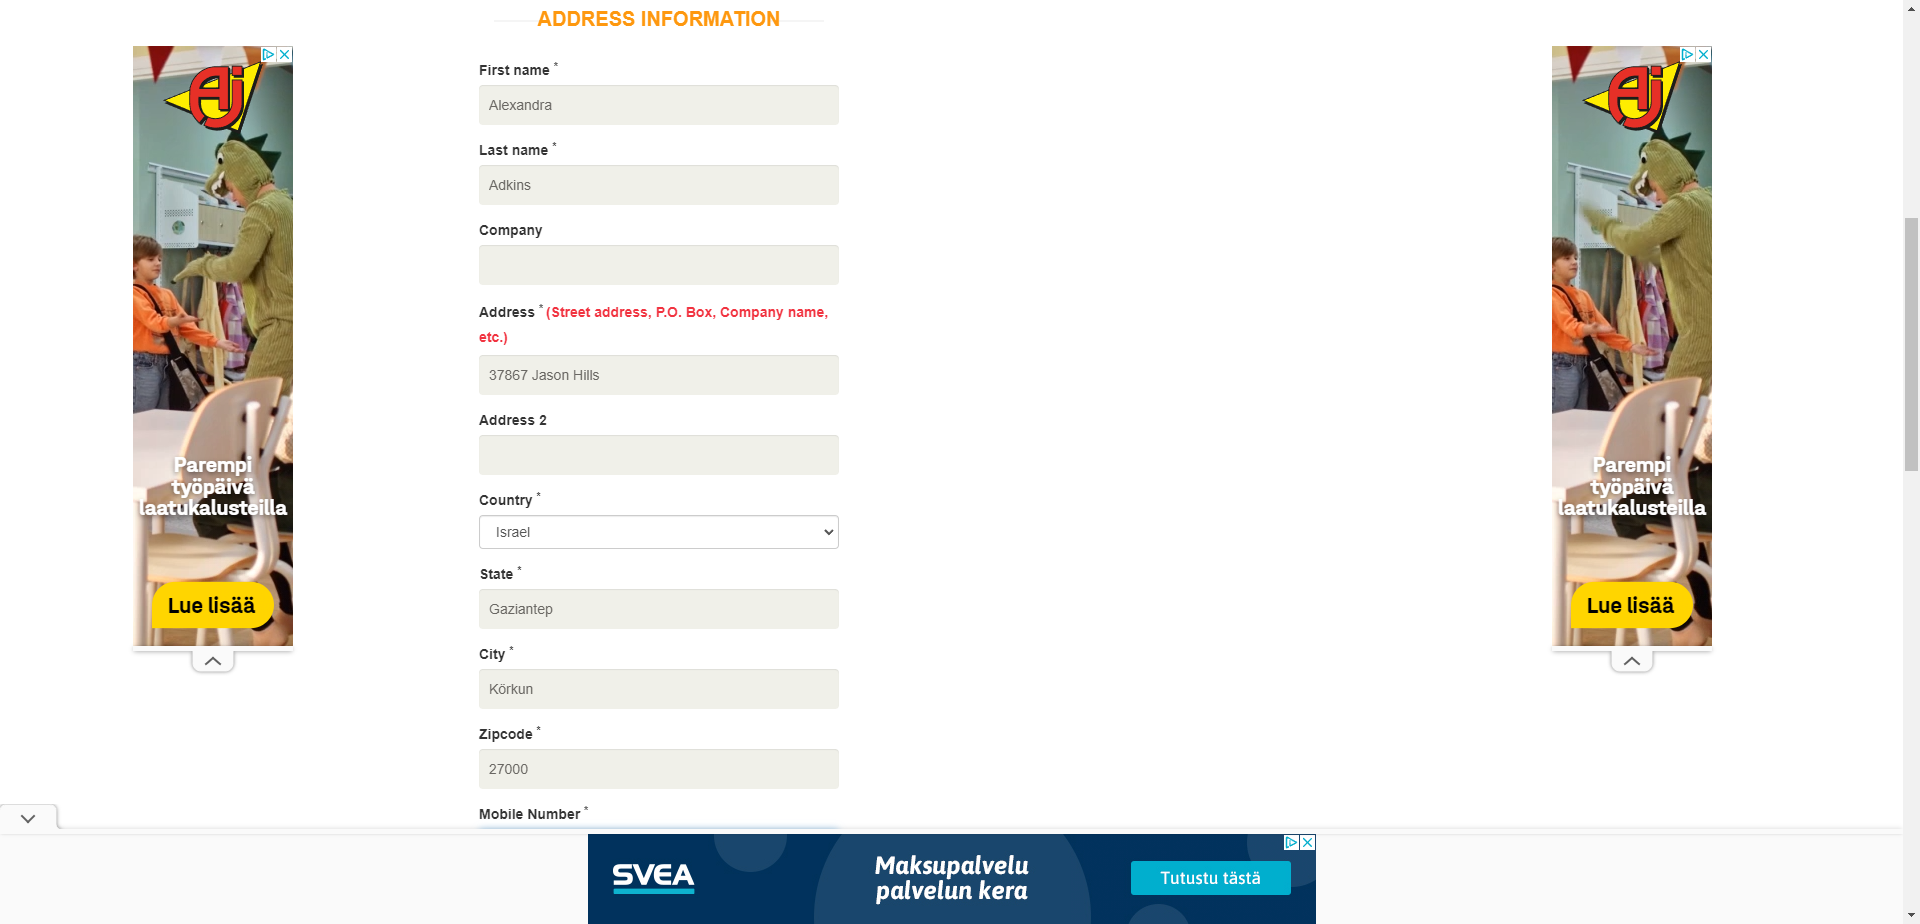 ADDRESS INFORMATION
First name *
Alexandra
Last name *
Adkins
Company
Address * (Street address, P.O. Box, Company name,
etc.)
37867 Jason Hills
Address 2
Country *
Israel
State *
Gaziantep
City *
Körkun
Zipcode *
27000
Mobile Number *
Aj
Parempi
työpäivä
laatukalusteilla
Lue lisää
Aj
Parempi
työpäivä
laatukalusteilla
Lue lisää
SVEA
Maksupalvelu
palvelun kera
Tutustu tästä